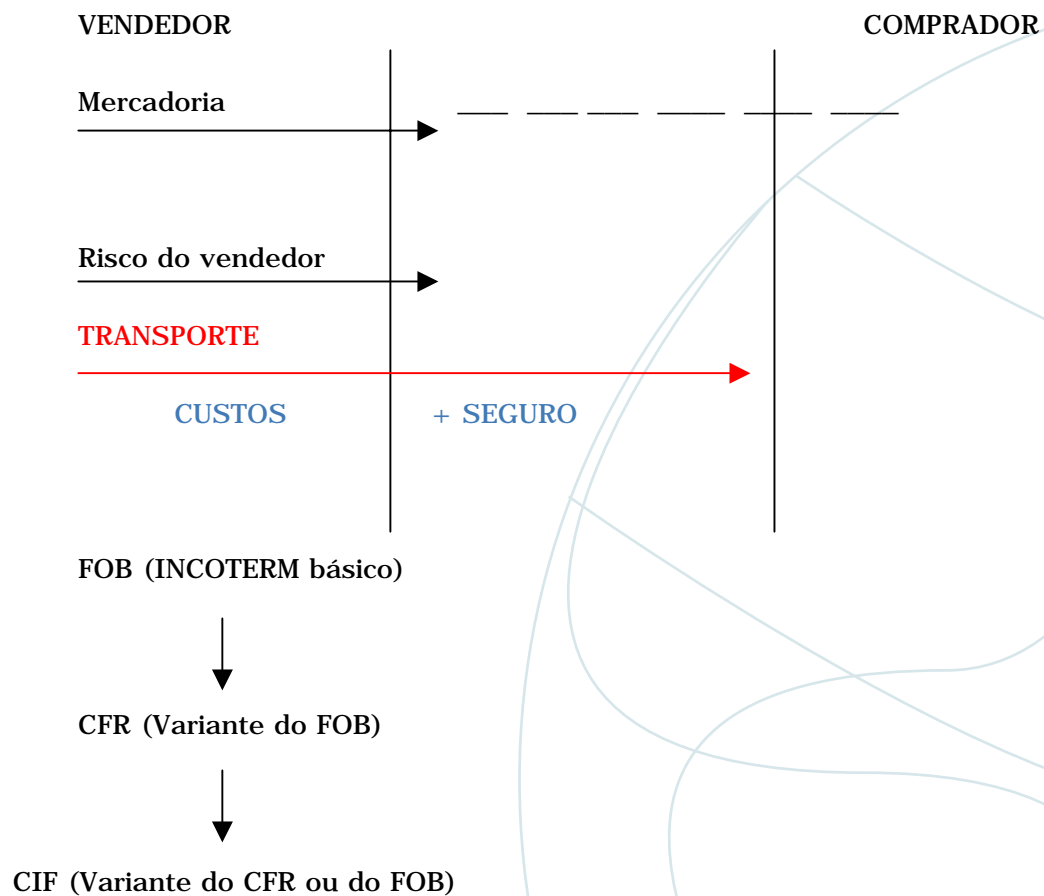 VENDEDOR COMPRADOR
Mercadoria
Risco do vendedor
TRANSPORTE
CUSTOS + SEGURO
FOB (INCOTERM básico)
CFR (Variante do FOB)
CIF (Variante do CFR ou do FOB)